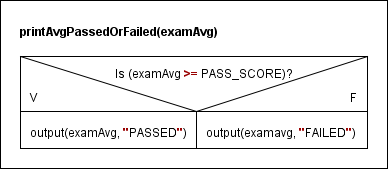 printAvgPassedOrFailed(examAvg)
Is (examAvg >= PASS_SCORE)?
V F
output(examAvg, "PASSED") output(examavg, "FAILED")